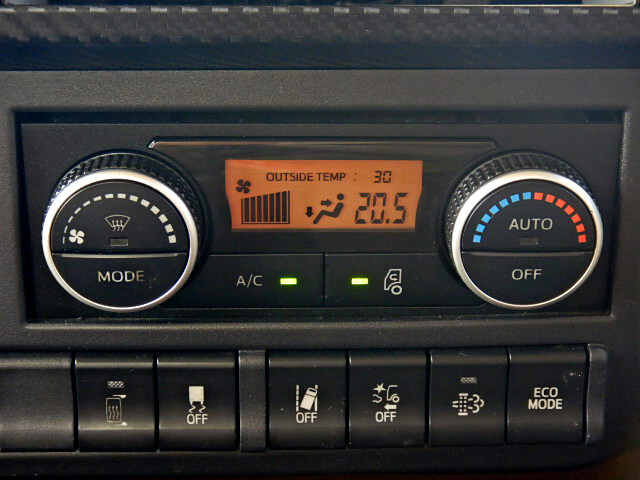 OUTSIDE TEMP : 30
20.5
AUTO
MODE
A/C
OFF
OFF
OFF
OFF
ECO
MODE